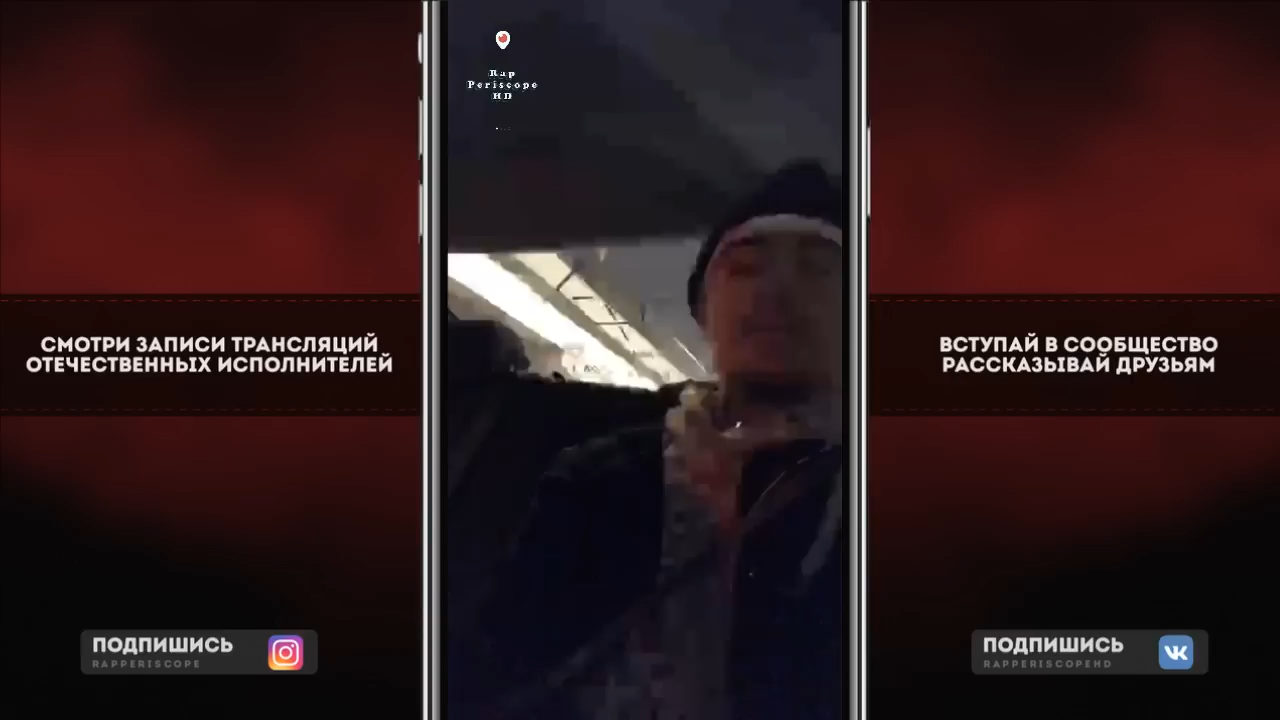 Rap
Periscope
HD
СМОТРИ ЗАПИСИ ТРАНСЛЯЦИЙ
ОТЕЧЕСТВЕННЫХ ИСПОЛНИТЕЛЕЙ
ВСТУПАЙ В СООБЩЕСТВО
РАССКАЗЫВАЙ ДРУЗЬЯМ
ПОДПИШИСЬ
RAPPERISCOPE
ПОДПИШИСЬ
RAPPERISCOPEHD